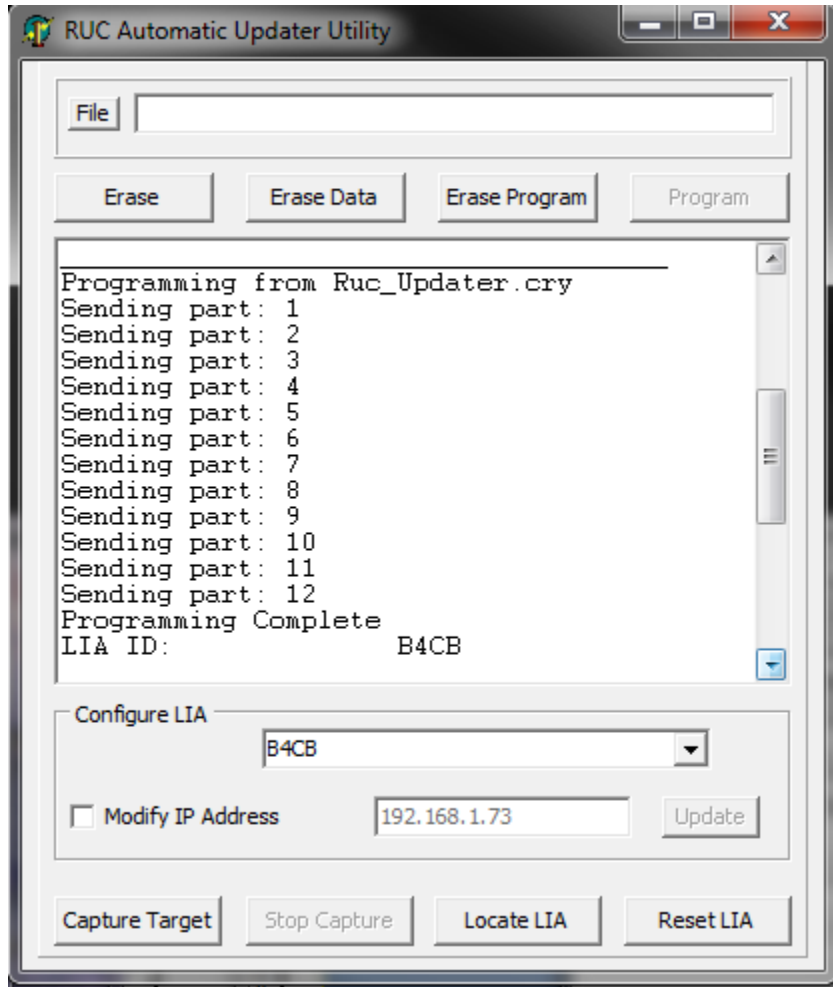 RUC Automatic Updater Utility
File
Erase Erase Data Erase Program Program
Programming from Ruc_Updater.cry
Sending part: 1
Sending part: 2
Sending part: 3
Sending part: 4
Sending part: 5
Sending part: 6
Sending part: 7
Sending part: 8
Sending part: 9
Sending part: 10
Sending part: 11
Sending part: 12
Programming Complete
LIA ID: B4CB
Configure LIA
B4CB
Modify IP Address 192.168.1.73 Update
Capture Target Stop Capture Locate LIA Reset LIA